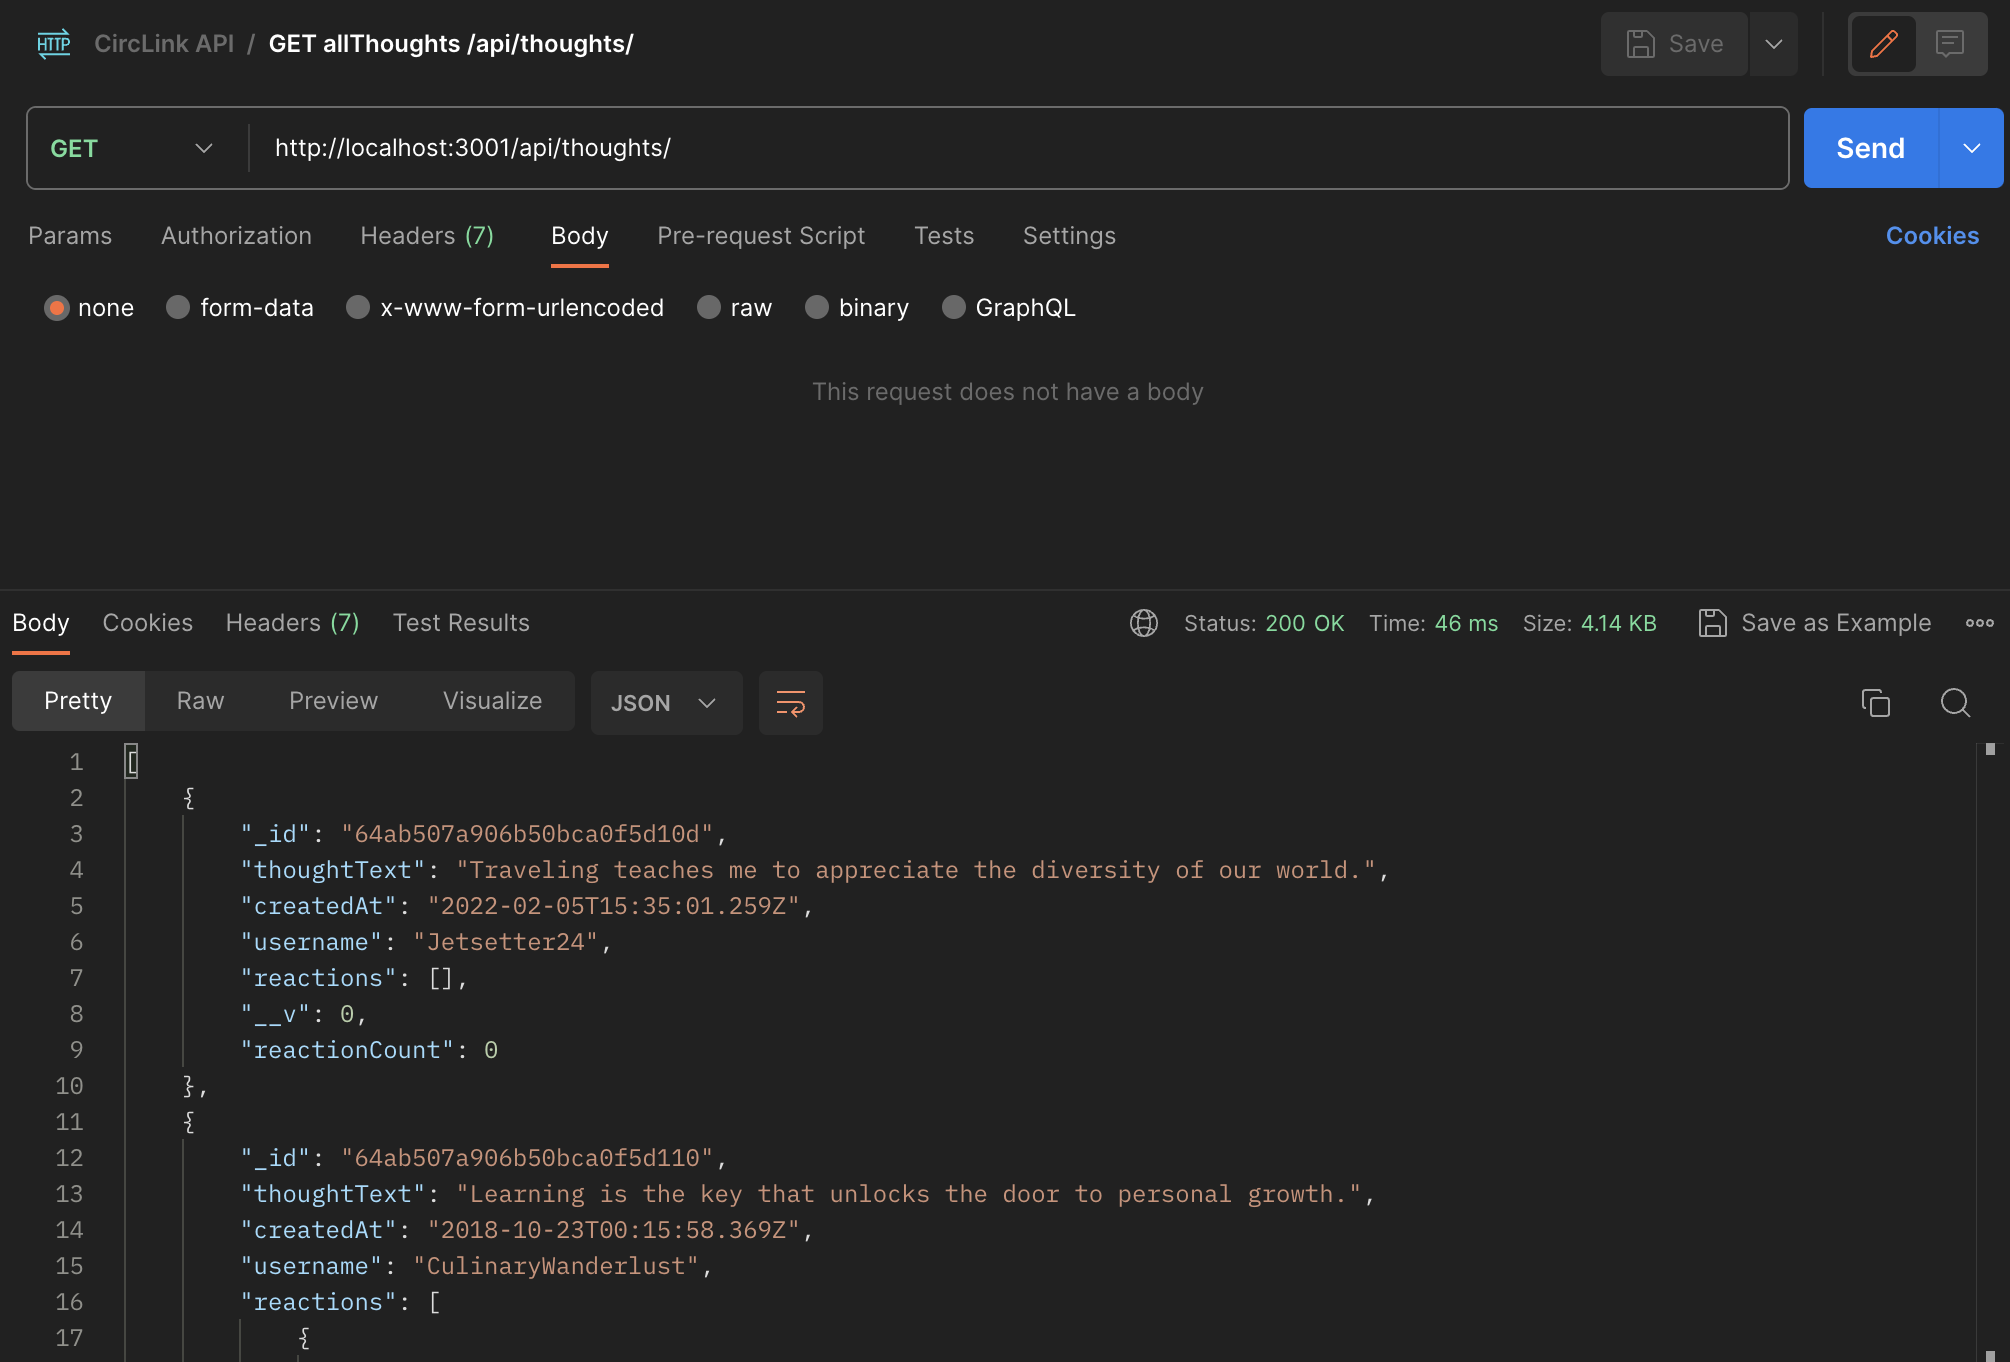 HTTP CircLink API / GET allThoughts /api/thoughts/ Save
GET http://localhost:3001/api/thoughts/ Send
Params Authorization Headers (7) Body Pre-request Script Tests Settings Cookies
none form-data x-www-form-urlencoded raw binary GraphQL
This request does not have a body
Body Cookies Headers (7) Test Results Status: 200 OK Time: 46 ms Size: 4.14 KB Save as Example
Pretty Raw Preview Visualize JSON
1 [
2 {
3 "_id": "64ab507a906b50bca0f5d10d",
4 "thoughtText": "Traveling teaches me to appreciate the diversity of our world.",
5 "createdAt": "2022-02-05T15:35:01.259Z",
6 "username": "Jetsetter24",
7 "reactions": [],
8 "__v": 0,
9 "reactionCount": 0
10 },
11 {
12 "_id": "64ab507a906b50bca0f5d110",
13 "thoughtText": "Learning is the key that unlocks the door to personal growth.",
14 "createdAt": "2018-10-23T00:15:58.369Z",
15 "username": "CulinaryWanderlust",
16 "reactions": [
17 {